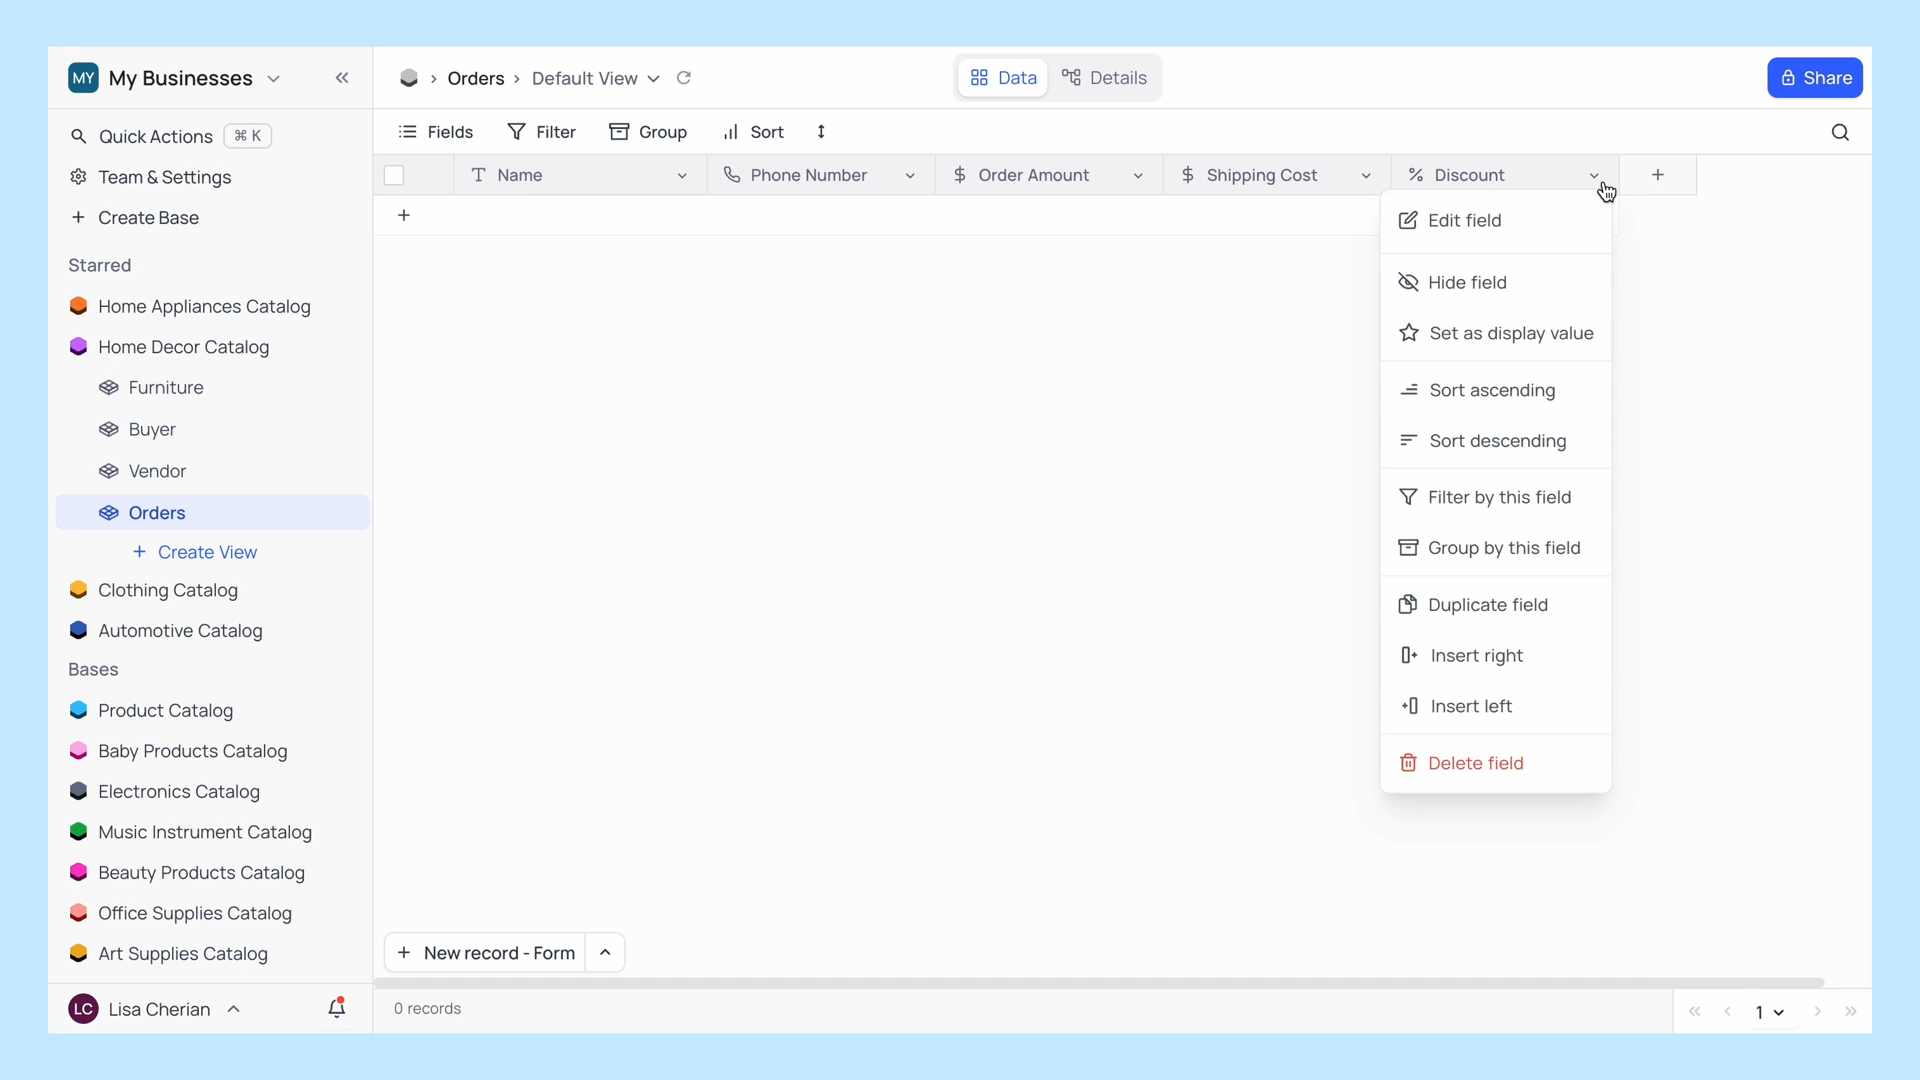 MY My Businesses
Quick Actions ⌘ K
Team & Settings
Create Base
Starred
Home Appliances Catalog
Home Decor Catalog
Furniture
Buyer
Vendor
Orders
+ Create View
Clothing Catalog
Automotive Catalog
Bases
Product Catalog
Baby Products Catalog
Electronics Catalog
Music Instrument Catalog
Beauty Products Catalog
Office Supplies Catalog
Art Supplies Catalog
LC Lisa Cherian
Orders > Default View
Data
Details
Share
Fields
Filter
Group
Sort
Name
Phone Number
$ Order Amount
$ Shipping Cost
% Discount
+
+
Edit field
Hide field
Set as display value
Sort ascending
Sort descending
Filter by this field
Group by this field
Duplicate field
Insert right
Insert left
Delete field
+ New record - Form
0 records
1